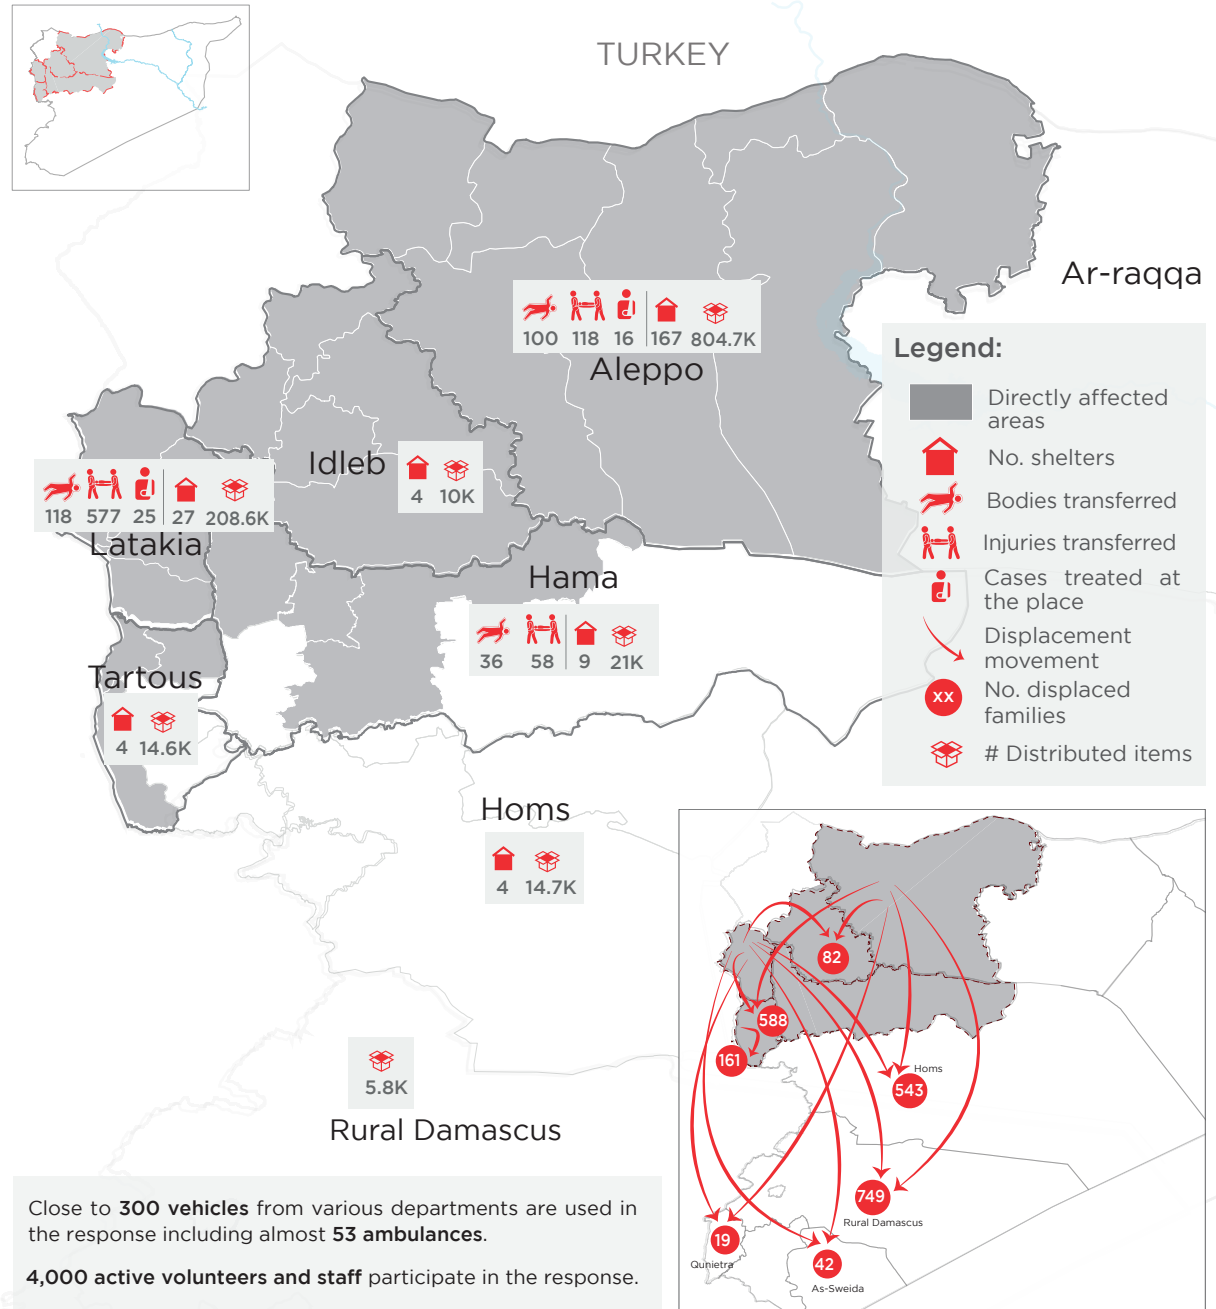 TURKEY
Ar-raqqa
100 118 16 167 804.7K
Aleppo
Legend:
Directly affected
areas
No. shelters
Bodies transferred
Injuries transferred
Cases treated at
the place
Displacement
movement
XX
No. displaced
families
# Distributed items
Idleb
4 10K
118 577 25 27 208.6K
Latakia
Hama
36 58 9 21K
Tartous
4 14.6K
Homs
4 14.7K
5.8K
Rural Damascus
82
588
161
Homs
543
749
Rural Damascus
19
Qunietra
42
As-Sweida
Close to 300 vehicles from various departments are used in
the response including almost 53 ambulances.
4,000 active volunteers and staff participate in the response.